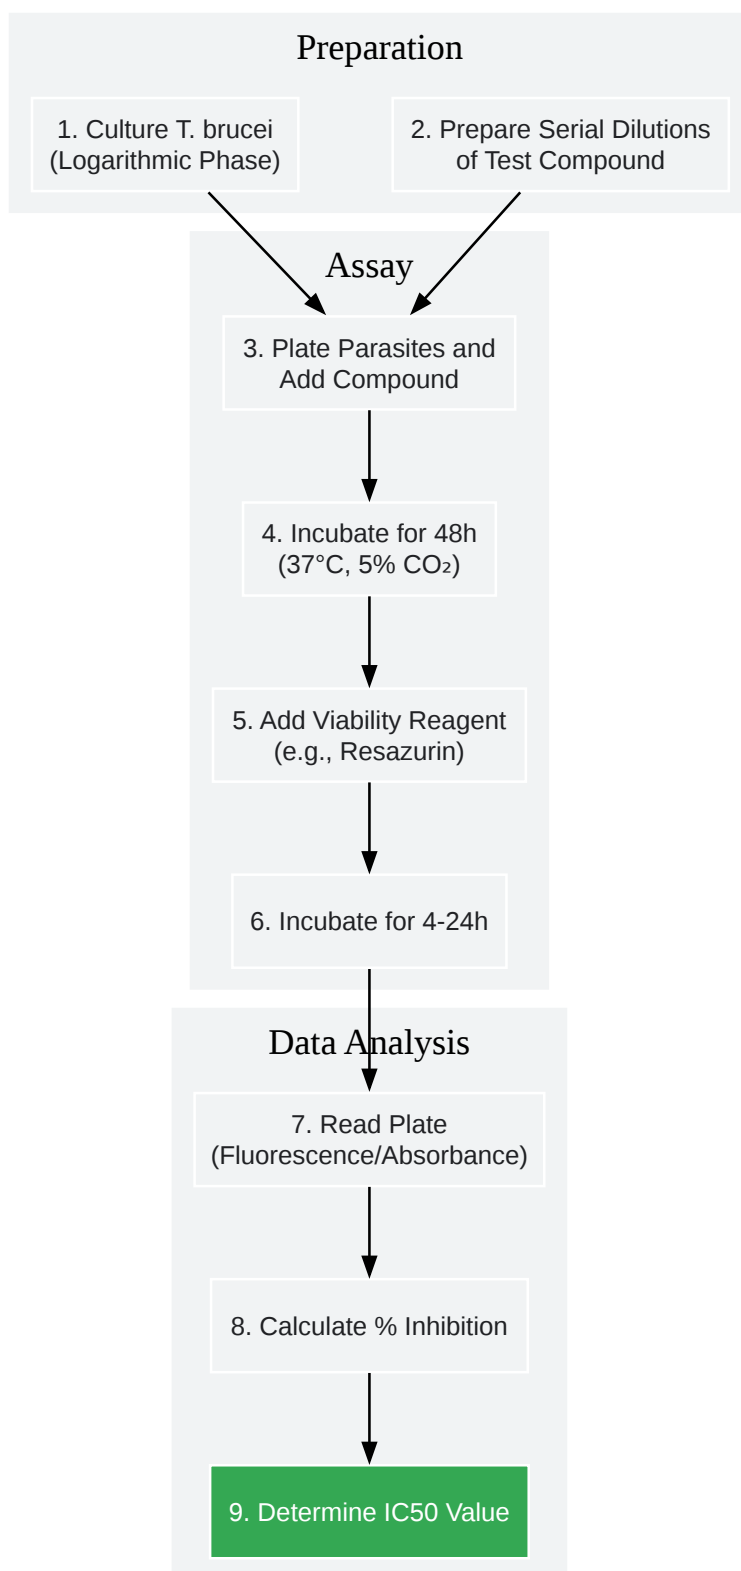 Preparation
1. Culture T. brucei
(Logarithmic Phase)
2. Prepare Serial Dilutions
of Test Compound
Assay
3. Plate Parasites and
Add Compound
4. Incubate for 48h
(37°C, 5% CO₂)
5. Add Viability Reagent
(e.g., Resazurin)
6. Incubate for 4-24h
Data Analysis
7. Read Plate
(Fluorescence/Absorbance)
8. Calculate % Inhibition
9. Determine IC50 Value